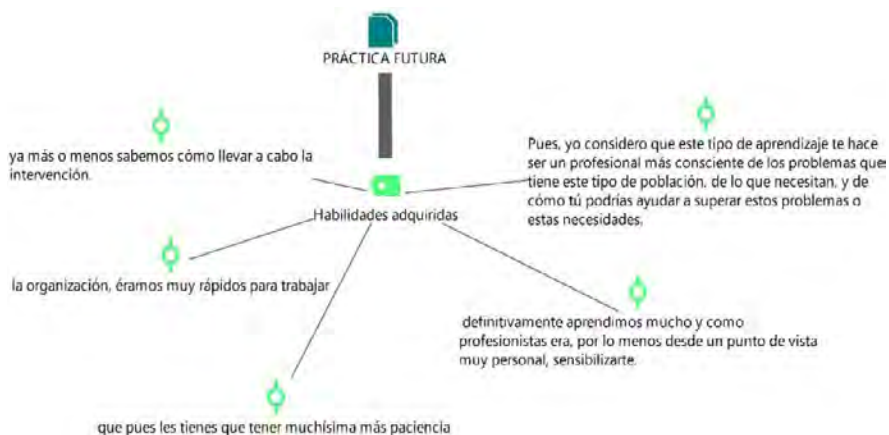 PRÁCTICA FUTURA
ya más o menos sabemos cómo llevar a cabo la
intervención.
Pues, yo considero que este tipo de aprendizaje te hace
ser un profesional más consciente de los problemas ques
tiene este tipo de población, de lo que necesitan, y de
cómo tú podrías ayudar a superar estos problemas o
estas necesidades.
Habilidades adquiridas
la organización, éramos muy rápidos para trabajar
definitivamente aprendimos mucho y como
profesionistas era, por lo menos desde un punto de vista
muy personal, sensibilizarte.
que pues les tienes que tener muchísima más paciencia